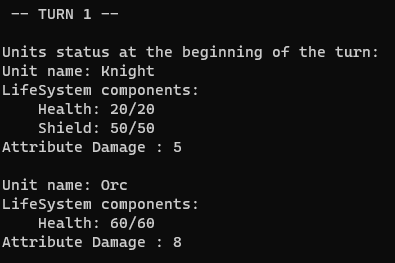 -- TURN 1 --
Units status at the beginning of the turn:
Unit name: Knight
LifeSystem components:
Health: 20/20
Shield: 50/50
Attribute Damage : 5
Unit name: Orc
LifeSystem components:
Health: 60/60
Attribute Damage : 8